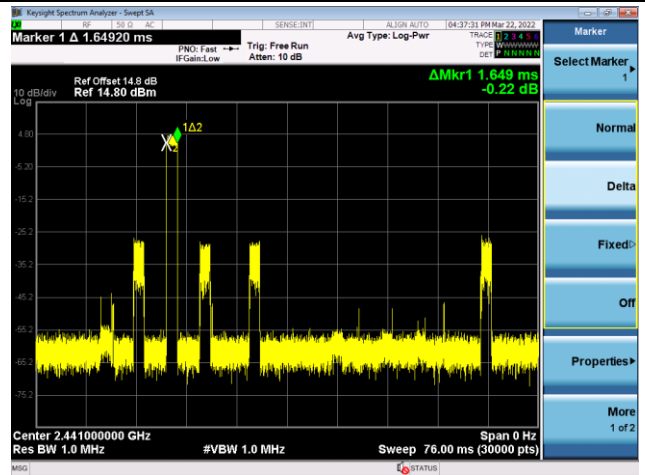 Keysight Spectrum Analyzer - Swept SA
RF 50 Ω AC SENSE:INT ALIGN AUTO 04:37:31 PM Mar 22, 2022
Marker 1 Δ 1.64920 ms
PNO: Fast
IFGain:Low
Trig: Free Run
Atten: 10 dB
Avg Type: Log-Pwr
TRACE 1 2 3 4 5 6
TYPE WWWWWW
DET P N N N N N
Ref Offset 14.8 dB
10 dB/div Ref 14.80 dBm
Log
ΔMkr1 1.649 ms
-0.22 dB
1Δ2
X2
4.80
-5.20
-15.2
-25.2
-35.2
-45.2
-55.2
-65.2
-75.2
Center 2.441000000 GHz Span 0 Hz
Res BW 1.0 MHz #VBW 1.0 MHz Sweep 76.00 ms (30000 pts)
MSG STATUS
Marker
Select Marker
1
Normal
Delta
Fixed
Off
Properties
More
1 of 2